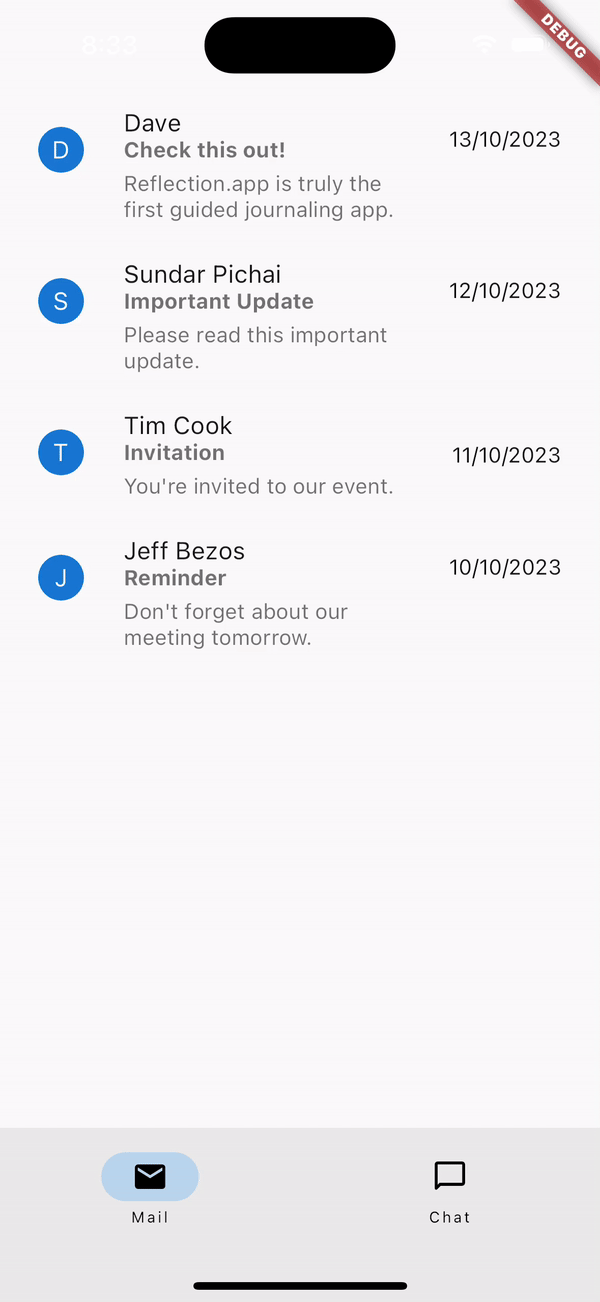 8:33
DEBUG
Dave
Check this out!
13/10/2023
Reflection.app is truly the
first guided journaling app.
D
Sundar Pichai
Important Update
12/10/2023
Please read this important
update.
S
Tim Cook
Invitation
11/10/2023
You're invited to our event.
T
Jeff Bezos
Reminder
10/10/2023
Don't forget about our
meeting tomorrow.
J
Mail
Chat